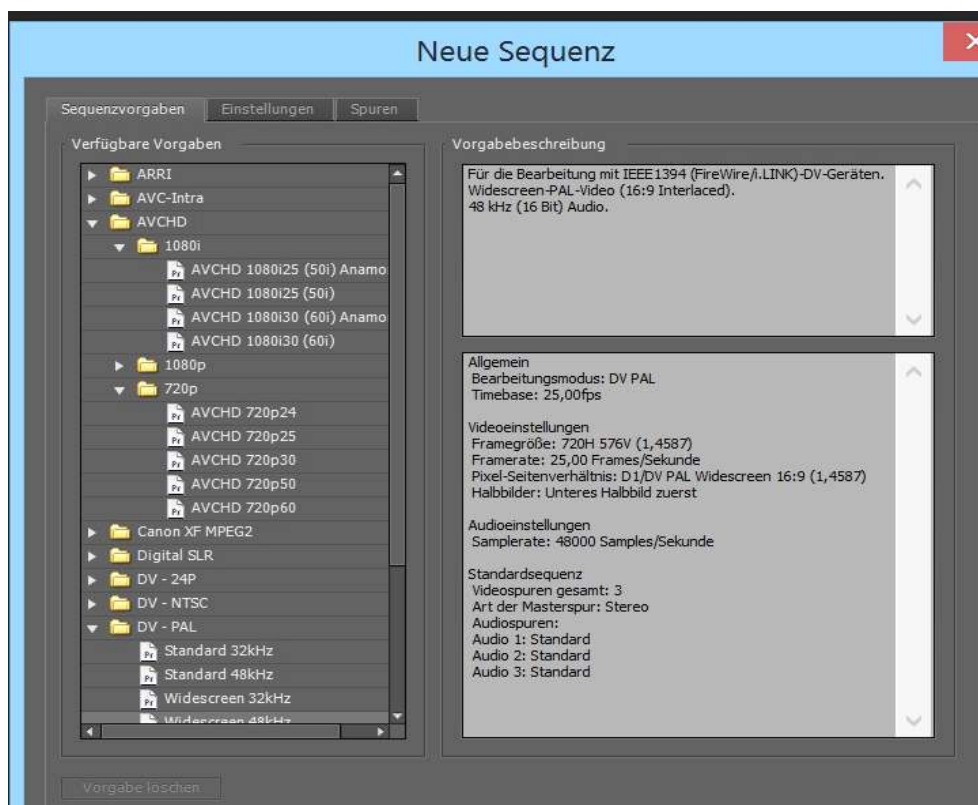 Neue Sequenz
Sequenzvorgaben
Einstellungen
Spuren
Verfügbare Vorgaben
ARRI
AVC-Intra
AVCHD
1080i
AVCHD 1080i25 (50i) Anamo
AVCHD 1080i25 (50i)
AVCHD 1080i30 (60i) Anamo
AVCHD 1080i30 (60i)
1080p
720p
AVCHD 720p24
AVCHD 720p25
AVCHD 720p30
AVCHD 720p50
AVCHD 720p60
Canon XF MPEG2
Digital SLR
DV - 24P
DV - NTSC
DV - PAL
Standard 32kHz
Standard 48kHz
Widescreen 32kHz
Widescreen 48kHz
Vorgabe löschen
Vorgabebeschreibung
Für die Bearbeitung mit IEEE1394 (FireWire/i.LINK)-DV-Geräten.
Widescreen-PAL-Video (16:9 Interlaced).
48 kHz (16 Bit) Audio.
Allgemein
Bearbeitungsmodus: DV PAL
Timebase: 25,00fps
Videoeinstellungen
Framegröße: 720H 576V (1,4587)
Framerate: 25,00 Frames/Sekunde
Pixel-Seitenverhältnis: D1/DV PAL Widescreen 16:9 (1,4587)
Halbbilder: Unteres Halbbild zuerst
Audioeinstellungen
Samplerate: 48000 Samples/Sekunde
Standardsequenz
Videospuren gesamt: 3
Art der Masterspur: Stereo
Audiospuren:
Audio 1: Standard
Audio 2: Standard
Audio 3: Standard